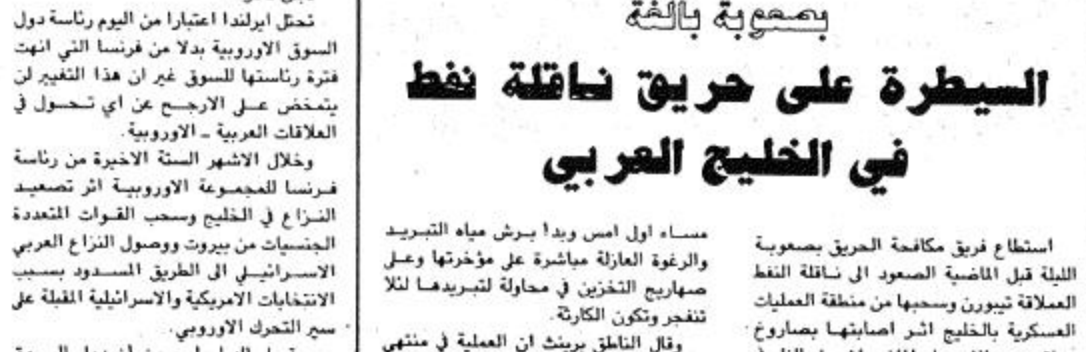 بصعوبة بالغة
السيطرة على حريق ناقلة نفط
في الخليج العربي
استطاع فريق مكافحة الحريق بصعوبة
الليلة قبل الماضية الصعود الى ناقلة النفط
العملاقة تيبورن وسحبها من منطقة العمليات
العسكرية بالخليج اثر اصابتها بصاروخ
مساء اول امس وبدا برش مياه التبريد
والرغوة العازلة مباشرة على مؤخرتها وعلى
صهاريج التخزين في محاولة لتبريدها لئلا
تنفجر وتكون الكارثة.
وقال الناطق برينث ان العملية في منتهى
تحتل ايرلندا اعتبارا من اليوم رئاسة دول
السوق الاوروبية بدلا من فرنسا التي انهت
فترة رئاستها للسوق غير ان هذا التغيير لن
يتمخض على الارجح عن اي تحول في
العلاقات العربية ـ الاوروبية.
وخلال الاشهر الستة الاخيرة من رئاسة
فرنسا للمجموعة الاوروبية اثر تصعيد
النزاع في الخليج وسحب القوات المتعددة
الجنسيات من بيروت ووصول النزاع العربي
الاسرائيلي الى الطريق المسدود بسبب
الانتخابات الامريكية والاسرائيلية المقبلة على
سير التحرك الاوروبي.